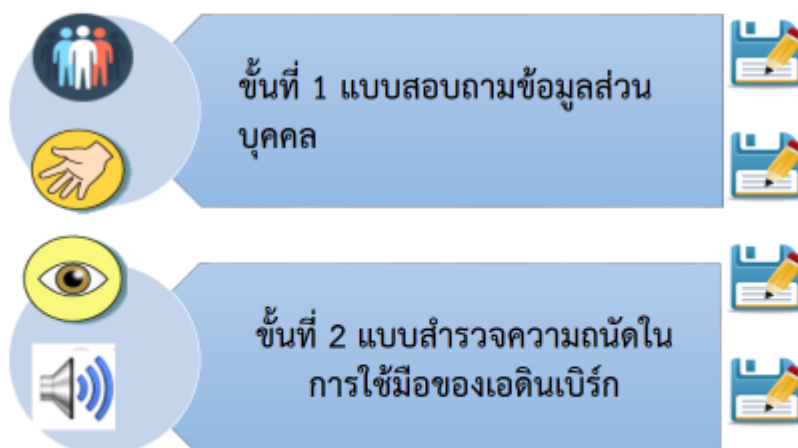 ขั้นที่ 1 แบบสอบถามข้อมูลส่วน
บุคคล
ขั้นที่ 2 แบบสำรวจความถนัดใน
การใช้มือของเอดินเบิร์ก